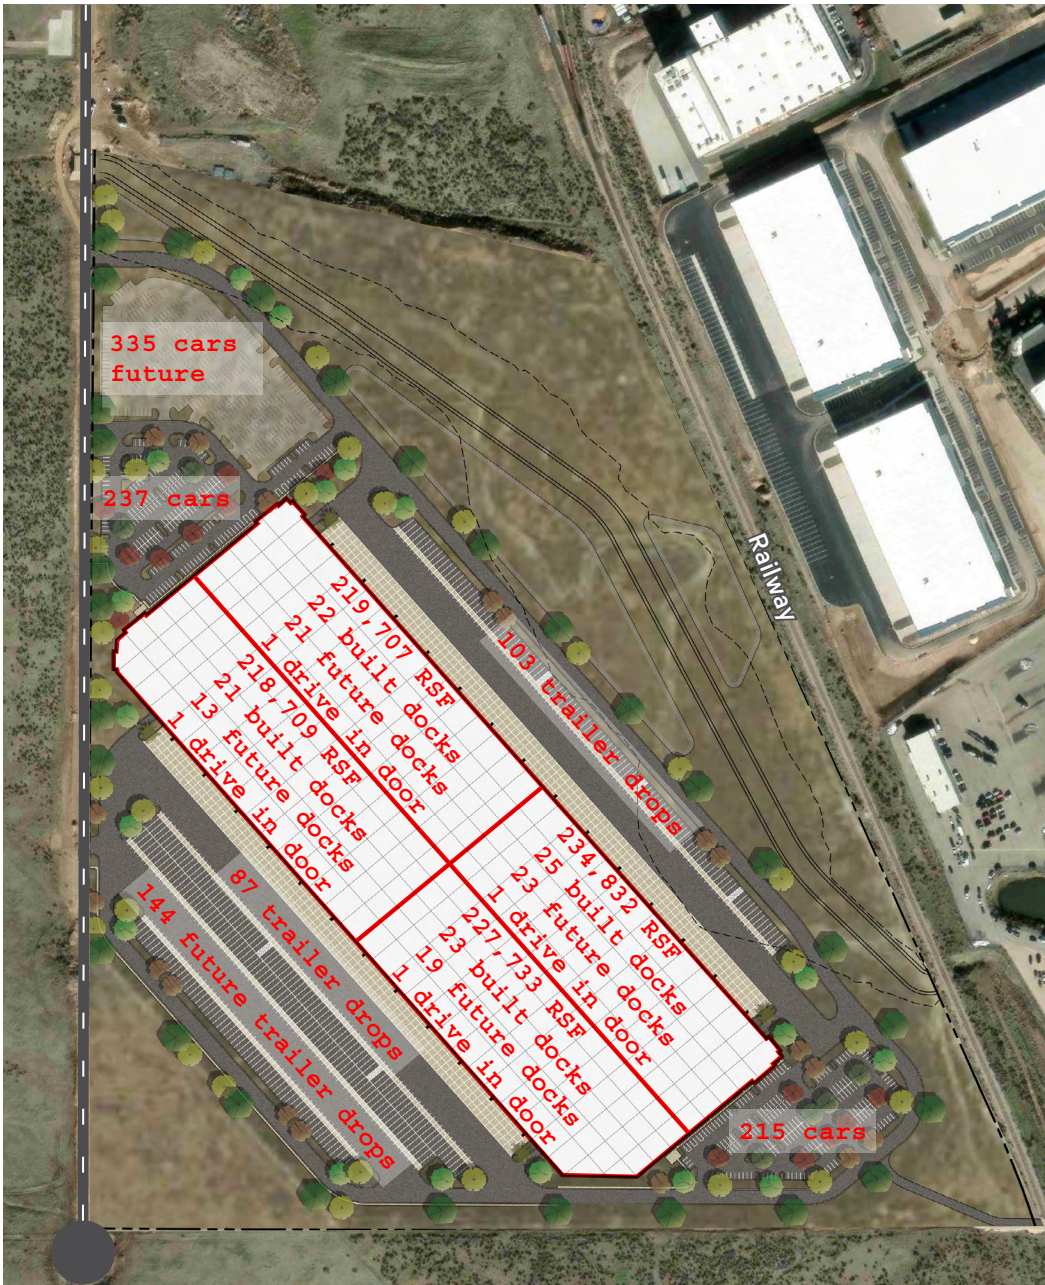 335 cars
future
237 cars
Railway
219,707 RSF
22 built docks
21 future docks
1 drive in door
218,709 RSF
21 built docks
13 future docks
1 drive in door
103 trailer drops
234,832 RSF
25 built docks
23 future docks
1 drive in door
227,733 RSF
23 built docks
19 future docks
1 drive in door
87 trailer drops
144 future trailer drops
215 cars